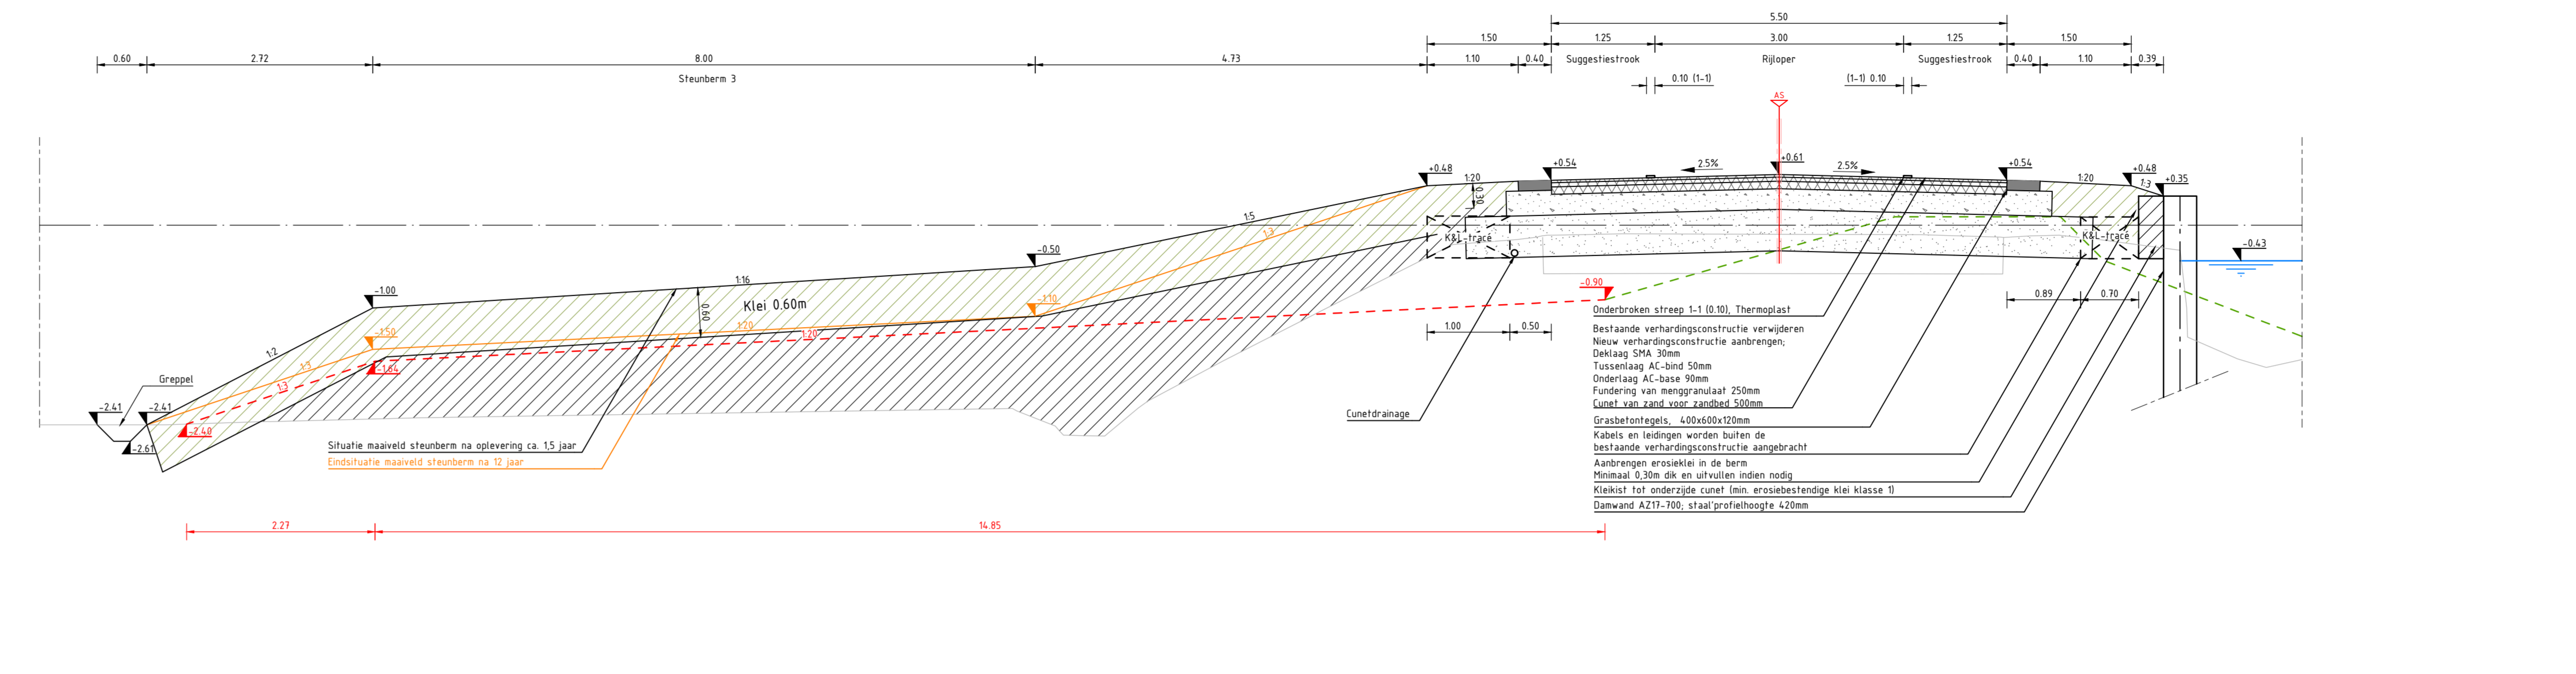 5.50
1.50 1.25 3.00 1.25 1.50
0.60 2.72 8.00 4.73 1.10 0.40 Suggestiestrook Rijloper Suggestiestrook 0.40 1.10 0.39
Steunberm 3
0.10 (1-1) (1-1) 0.10
AS
+0.48 +0.54 2.5% +0.61 2.5% +0.54 +0.48 +0.35
1:20 1:20 1:3
0.30
1:5 1:3
K&L-tracé K&L-tracé
-0.43
-0.50
1:16
-1.00 -0.90
Klei 0.60m
0.60
-1.10
0.89 0.70
1:20
1:20
-1.50
1:2
1:3
1:3
-1.64
1.00 0.50
Onderbroken streep 1-1 (0.10), Thermoplast
Bestaande verhardingsconstructie verwijderen
Nieuw verhardingsconstructie aanbrengen;
Deklaag SMA 30mm
Tussenlaag AC-bind 50mm
Onderlaag AC-base 90mm
Fundering van menggranulaat 250mm
Cunet van zand voor zandbed 500mm
Greppel
-2.41 -2.41
-2.40
-2.61
Cunetdrainage
Grasbetontegels, 400x600x120mm
Kabels en leidingen worden buiten de
bestaande verhardingsconstructie aangebracht
Situatie maaiveld steunberm na oplevering ca. 1,5 jaar
Eindsituatie maaiveld steunberm na 12 jaar
Aanbrengen erosieklei in de berm
Minimaal 0,30m dik en uitvullen indien nodig
Kleikist tot onderzijde cunet (min. erosiebestendige klei klasse 1)
Damwand AZ17-700; staal'profielhoogte 420mm
2.27 14.85